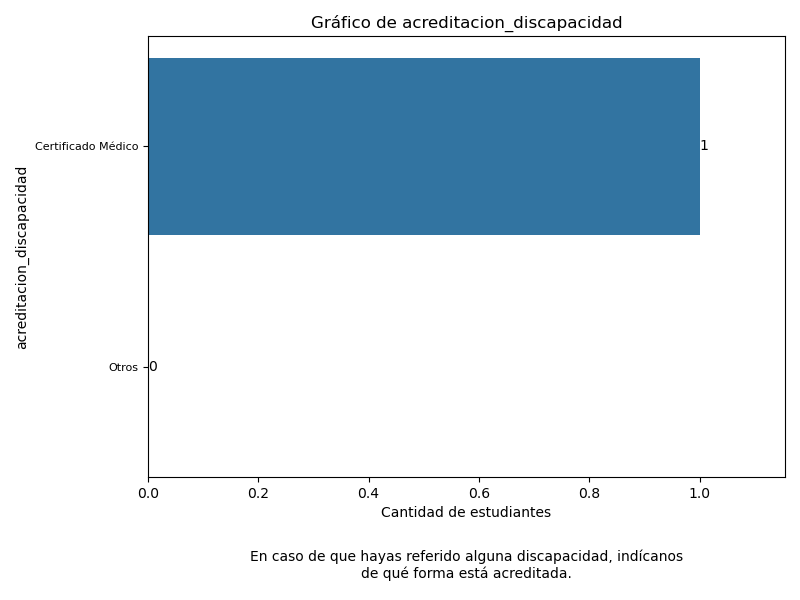 Gráfico de acreditacion_discapacidad
acreditacion_discapacidad
Certificado Médico
1
Otros
0
0.0 0.2 0.4 0.6 0.8 1.0
Cantidad de estudiantes
En caso de que hayas referido alguna discapacidad, indícanos
de qué forma está acreditada.